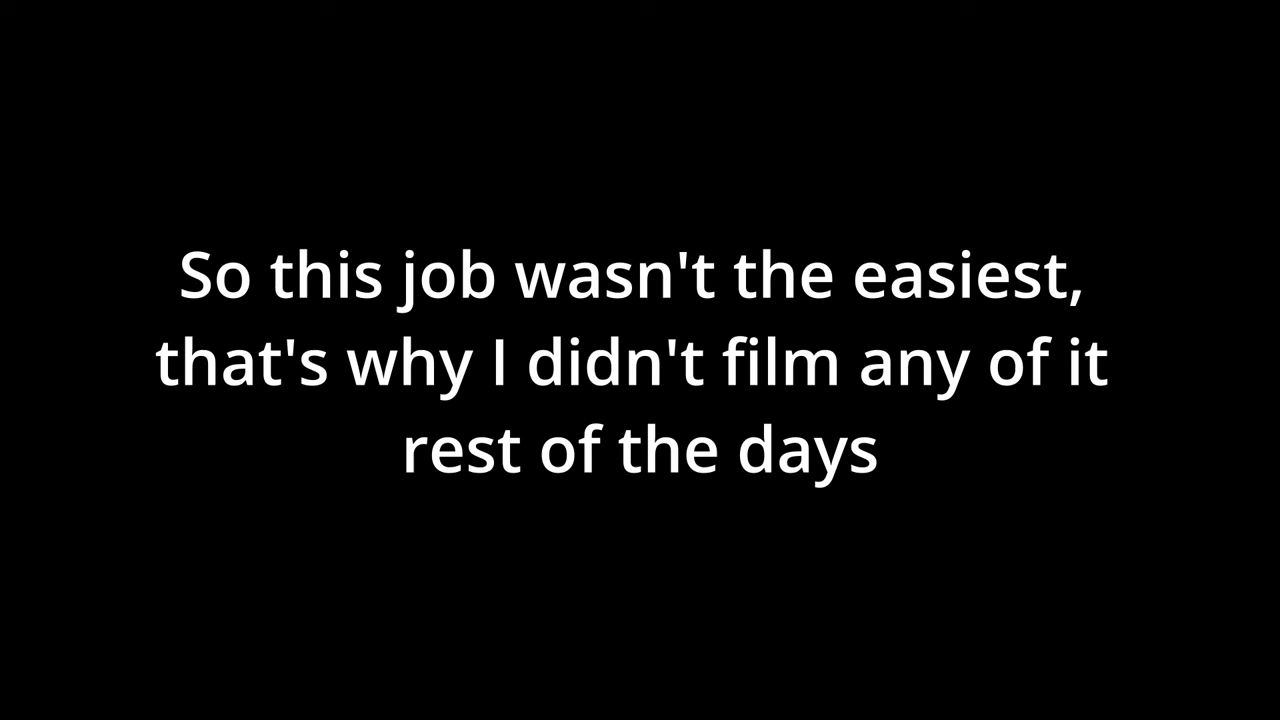 So this job wasn't the easiest,
that's why I didn't film any of it
rest of the days